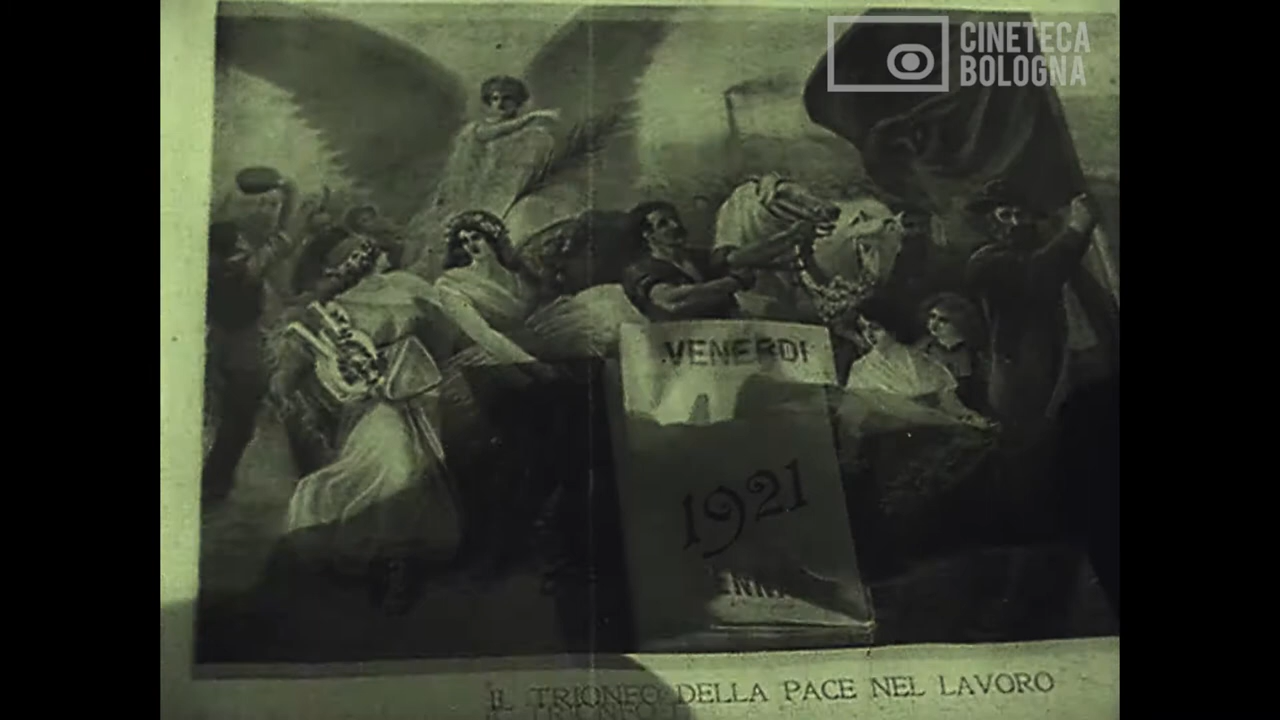 CINETECA
BOLOGNA
VENERDI
1921
IL TRIONFO DELLA PACE NEL LAVORO